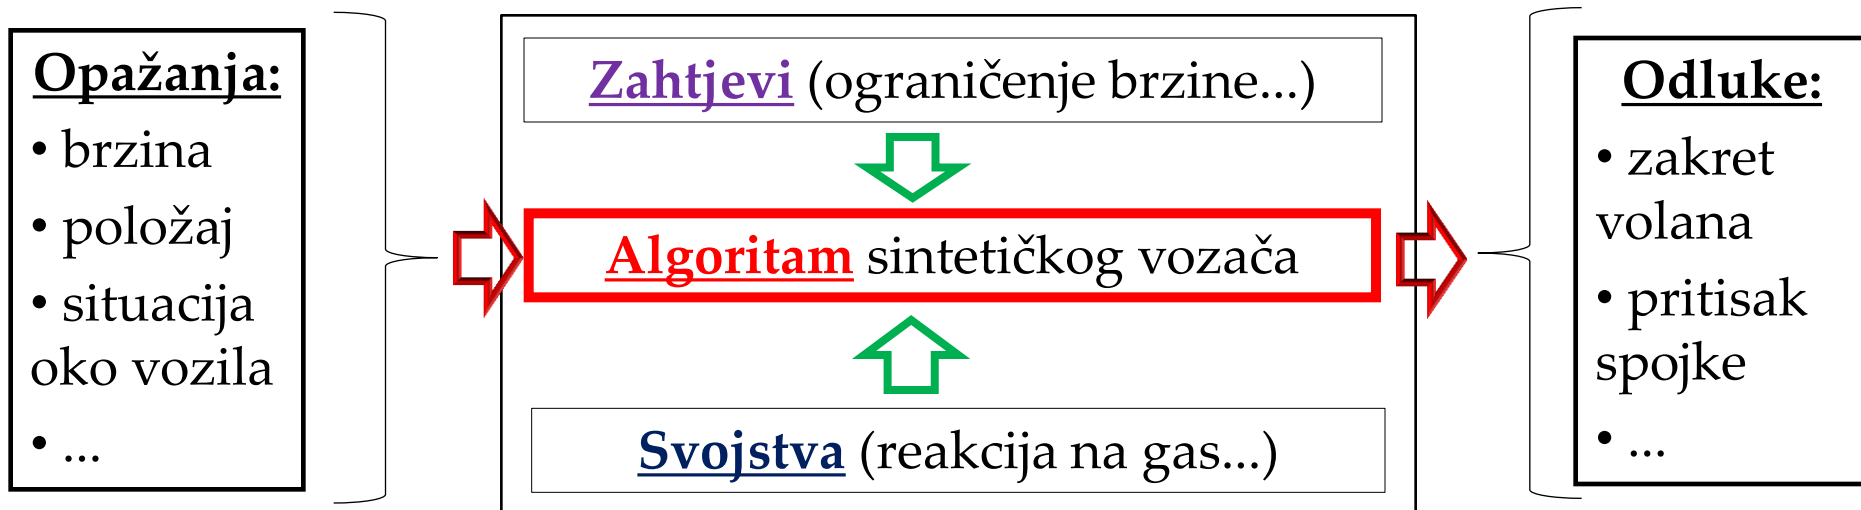 Opažanja:
• brzina
• položaj
• situacija
oko vozila
• ...
Zahtjevi (ograničenje brzine...)
Algoritam sintetičkog vozača
Svojstva (reakcija na gas...)
Odluke:
• zakret
volana
• pritisak
spojke
• ...